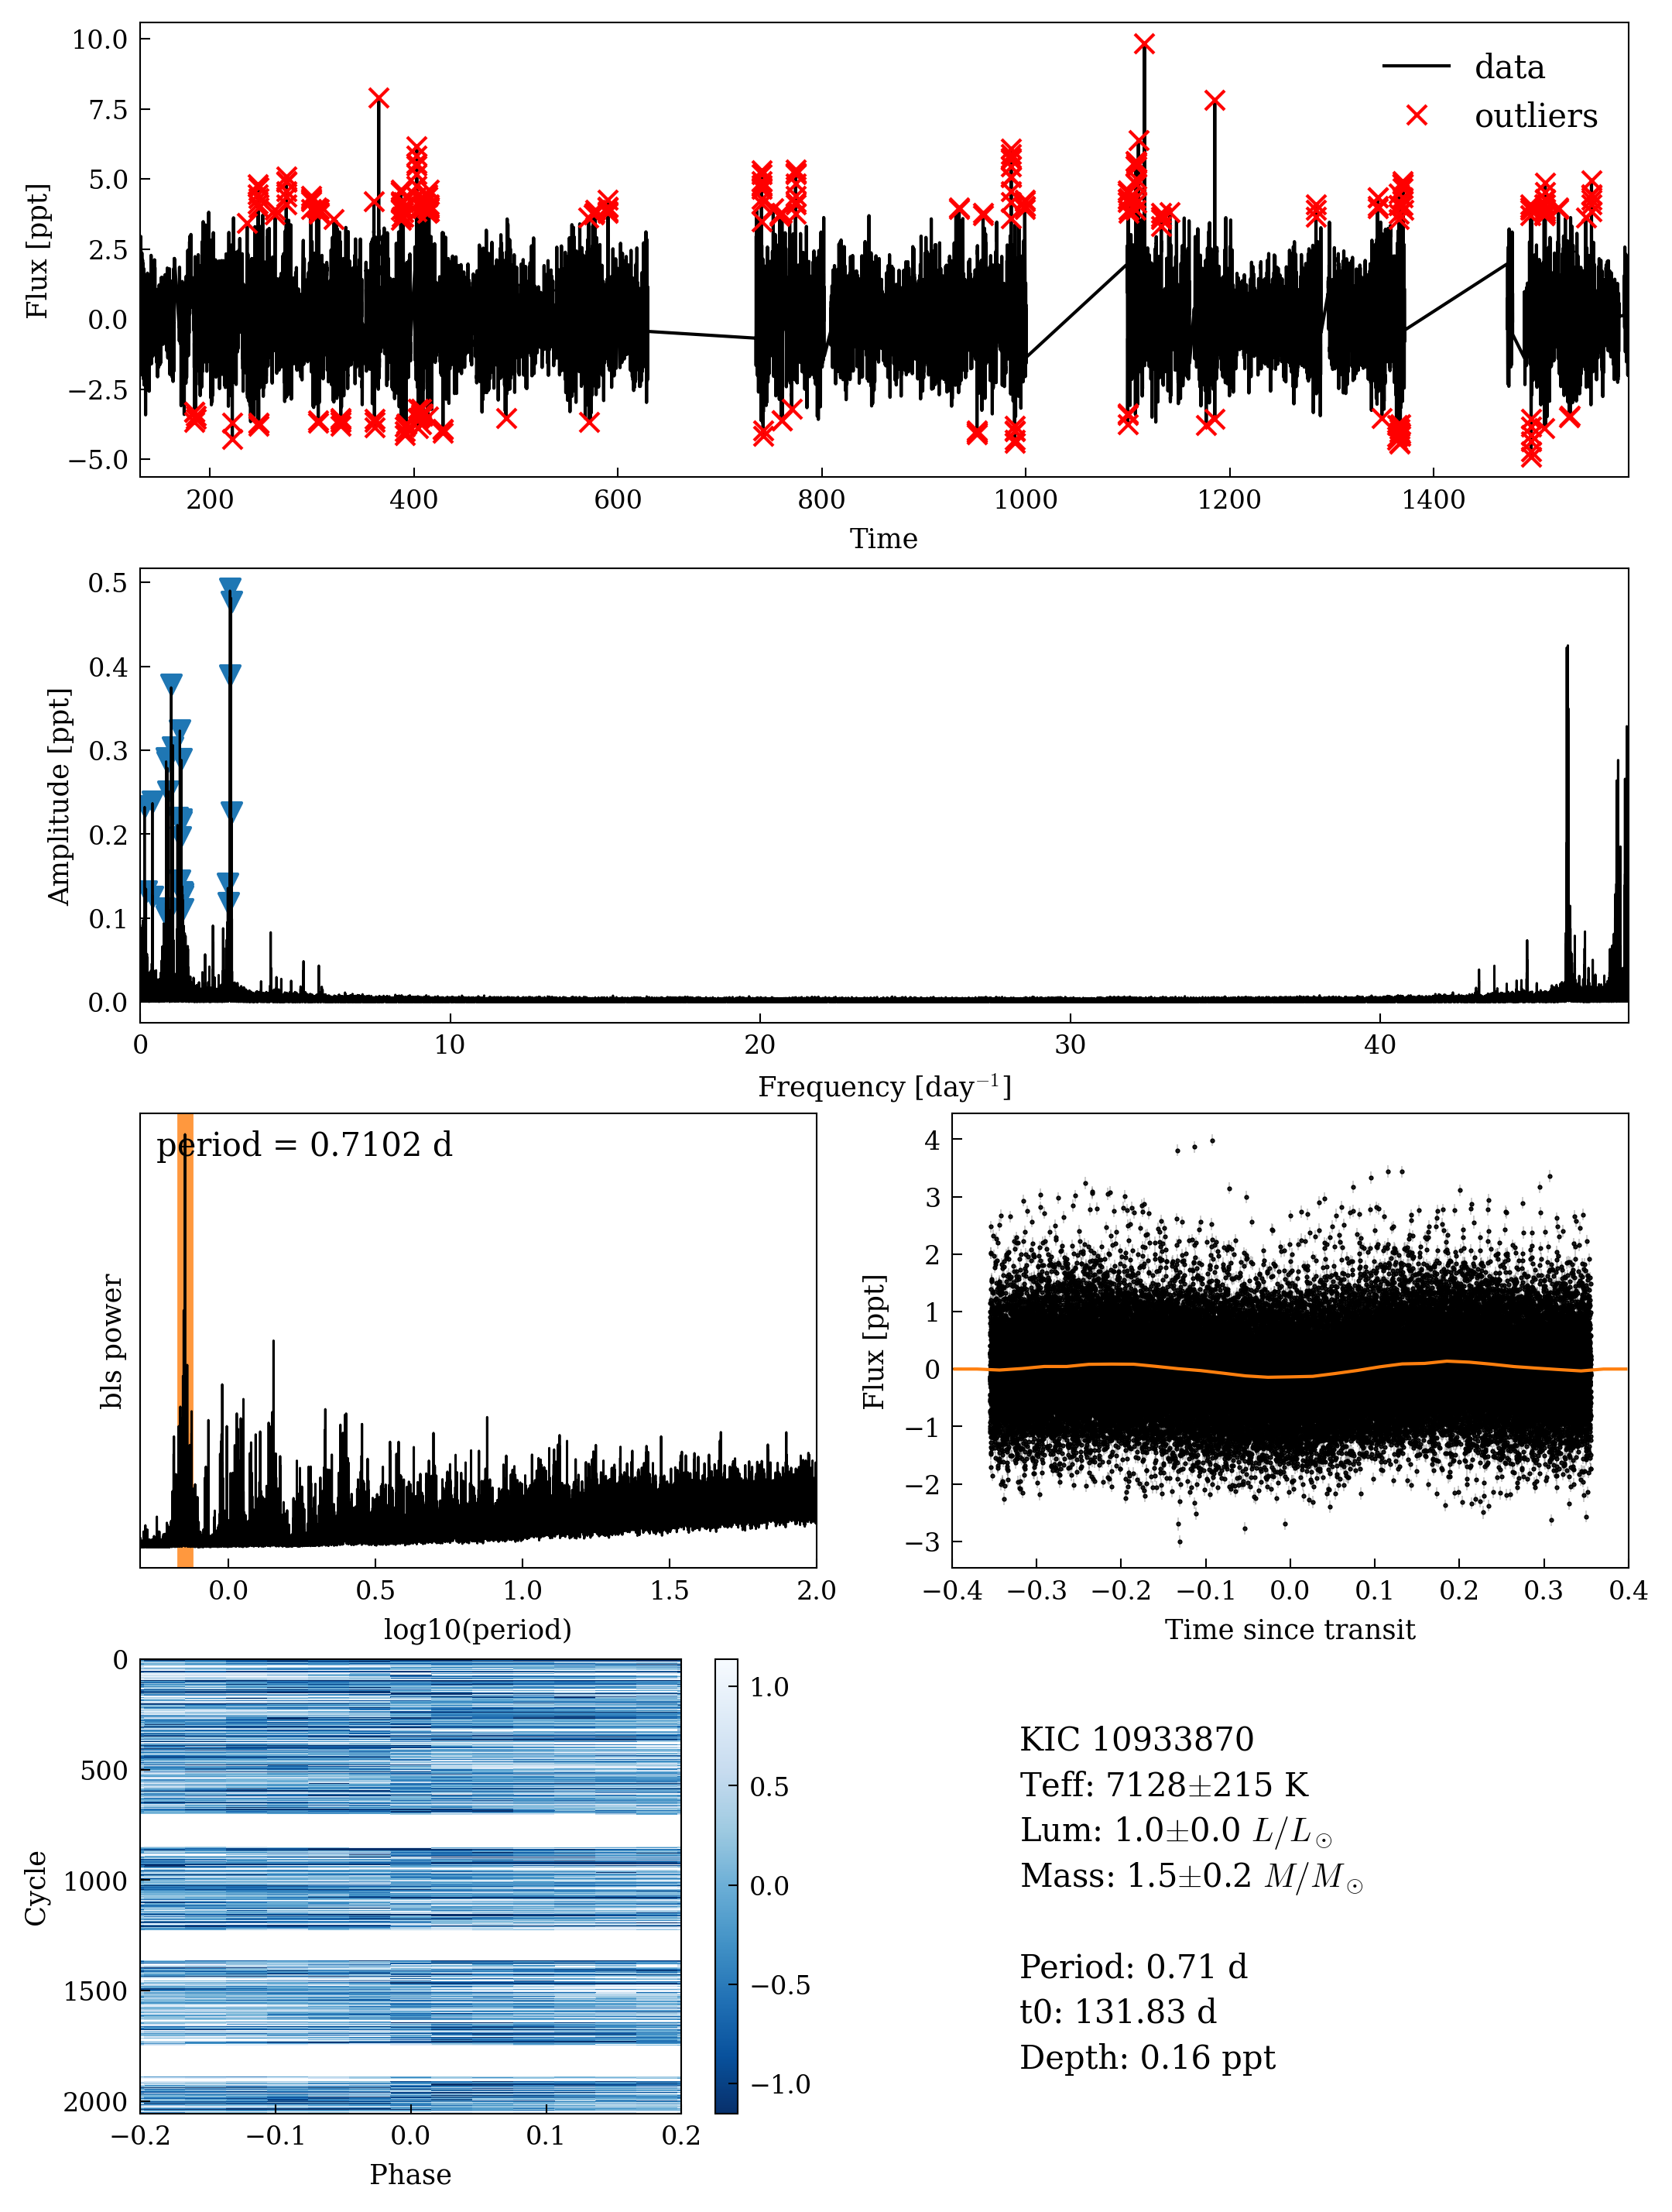 10.0
7.5
5.0
2.5
0.0
−2.5
−5.0
Flux [ppt]
data
outliers
200 400 600 800 1000 1200 1400
Time
0.5
0.4
0.3
0.2
0.1
0.0
Amplitude [ppt]
0 10 20 30 40
Frequency [day⁻¹]
period = 0.7102 d
bls power
0.0 0.5 1.0 1.5 2.0
log10(period)
4
3
2
1
0
−1
−2
−3
Flux [ppt]
−0.4 −0.3 −0.2 −0.1 0.0 0.1 0.2 0.3 0.4
Time since transit
0
500
1000
1500
2000
Cycle
−0.2 −0.1 0.0 0.1 0.2
Phase
1.0
0.5
0.0
−0.5
−1.0
KIC 10933870
Teff: 7128±215 K
Lum: 1.0±0.0 L/L☉
Mass: 1.5±0.2 M/M☉
Period: 0.71 d
t0: 131.83 d
Depth: 0.16 ppt